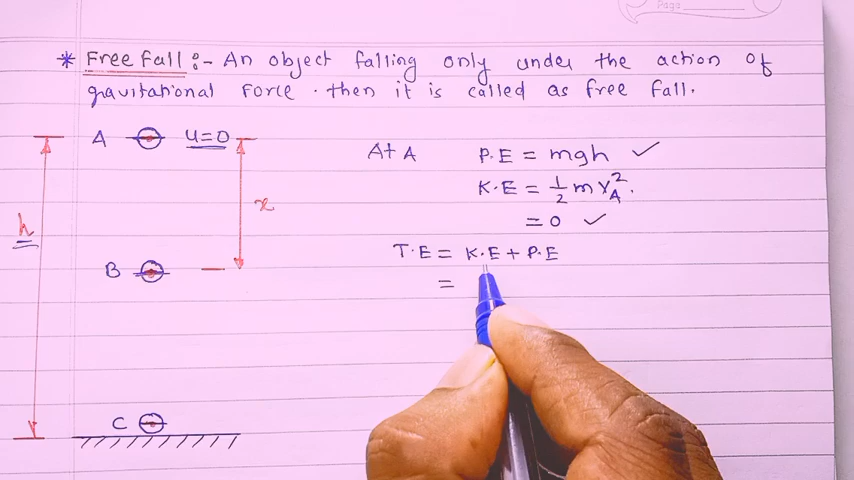 Page
* Free Fall :- An object falling only under the action of
gravitational Force. then it is called as free fall.
A u=0
h
x
B
C
At A P.E = mgh ✓
K.E = 1/2 m V_A^2.
= 0 ✓
T.E = K.E + P.E
=